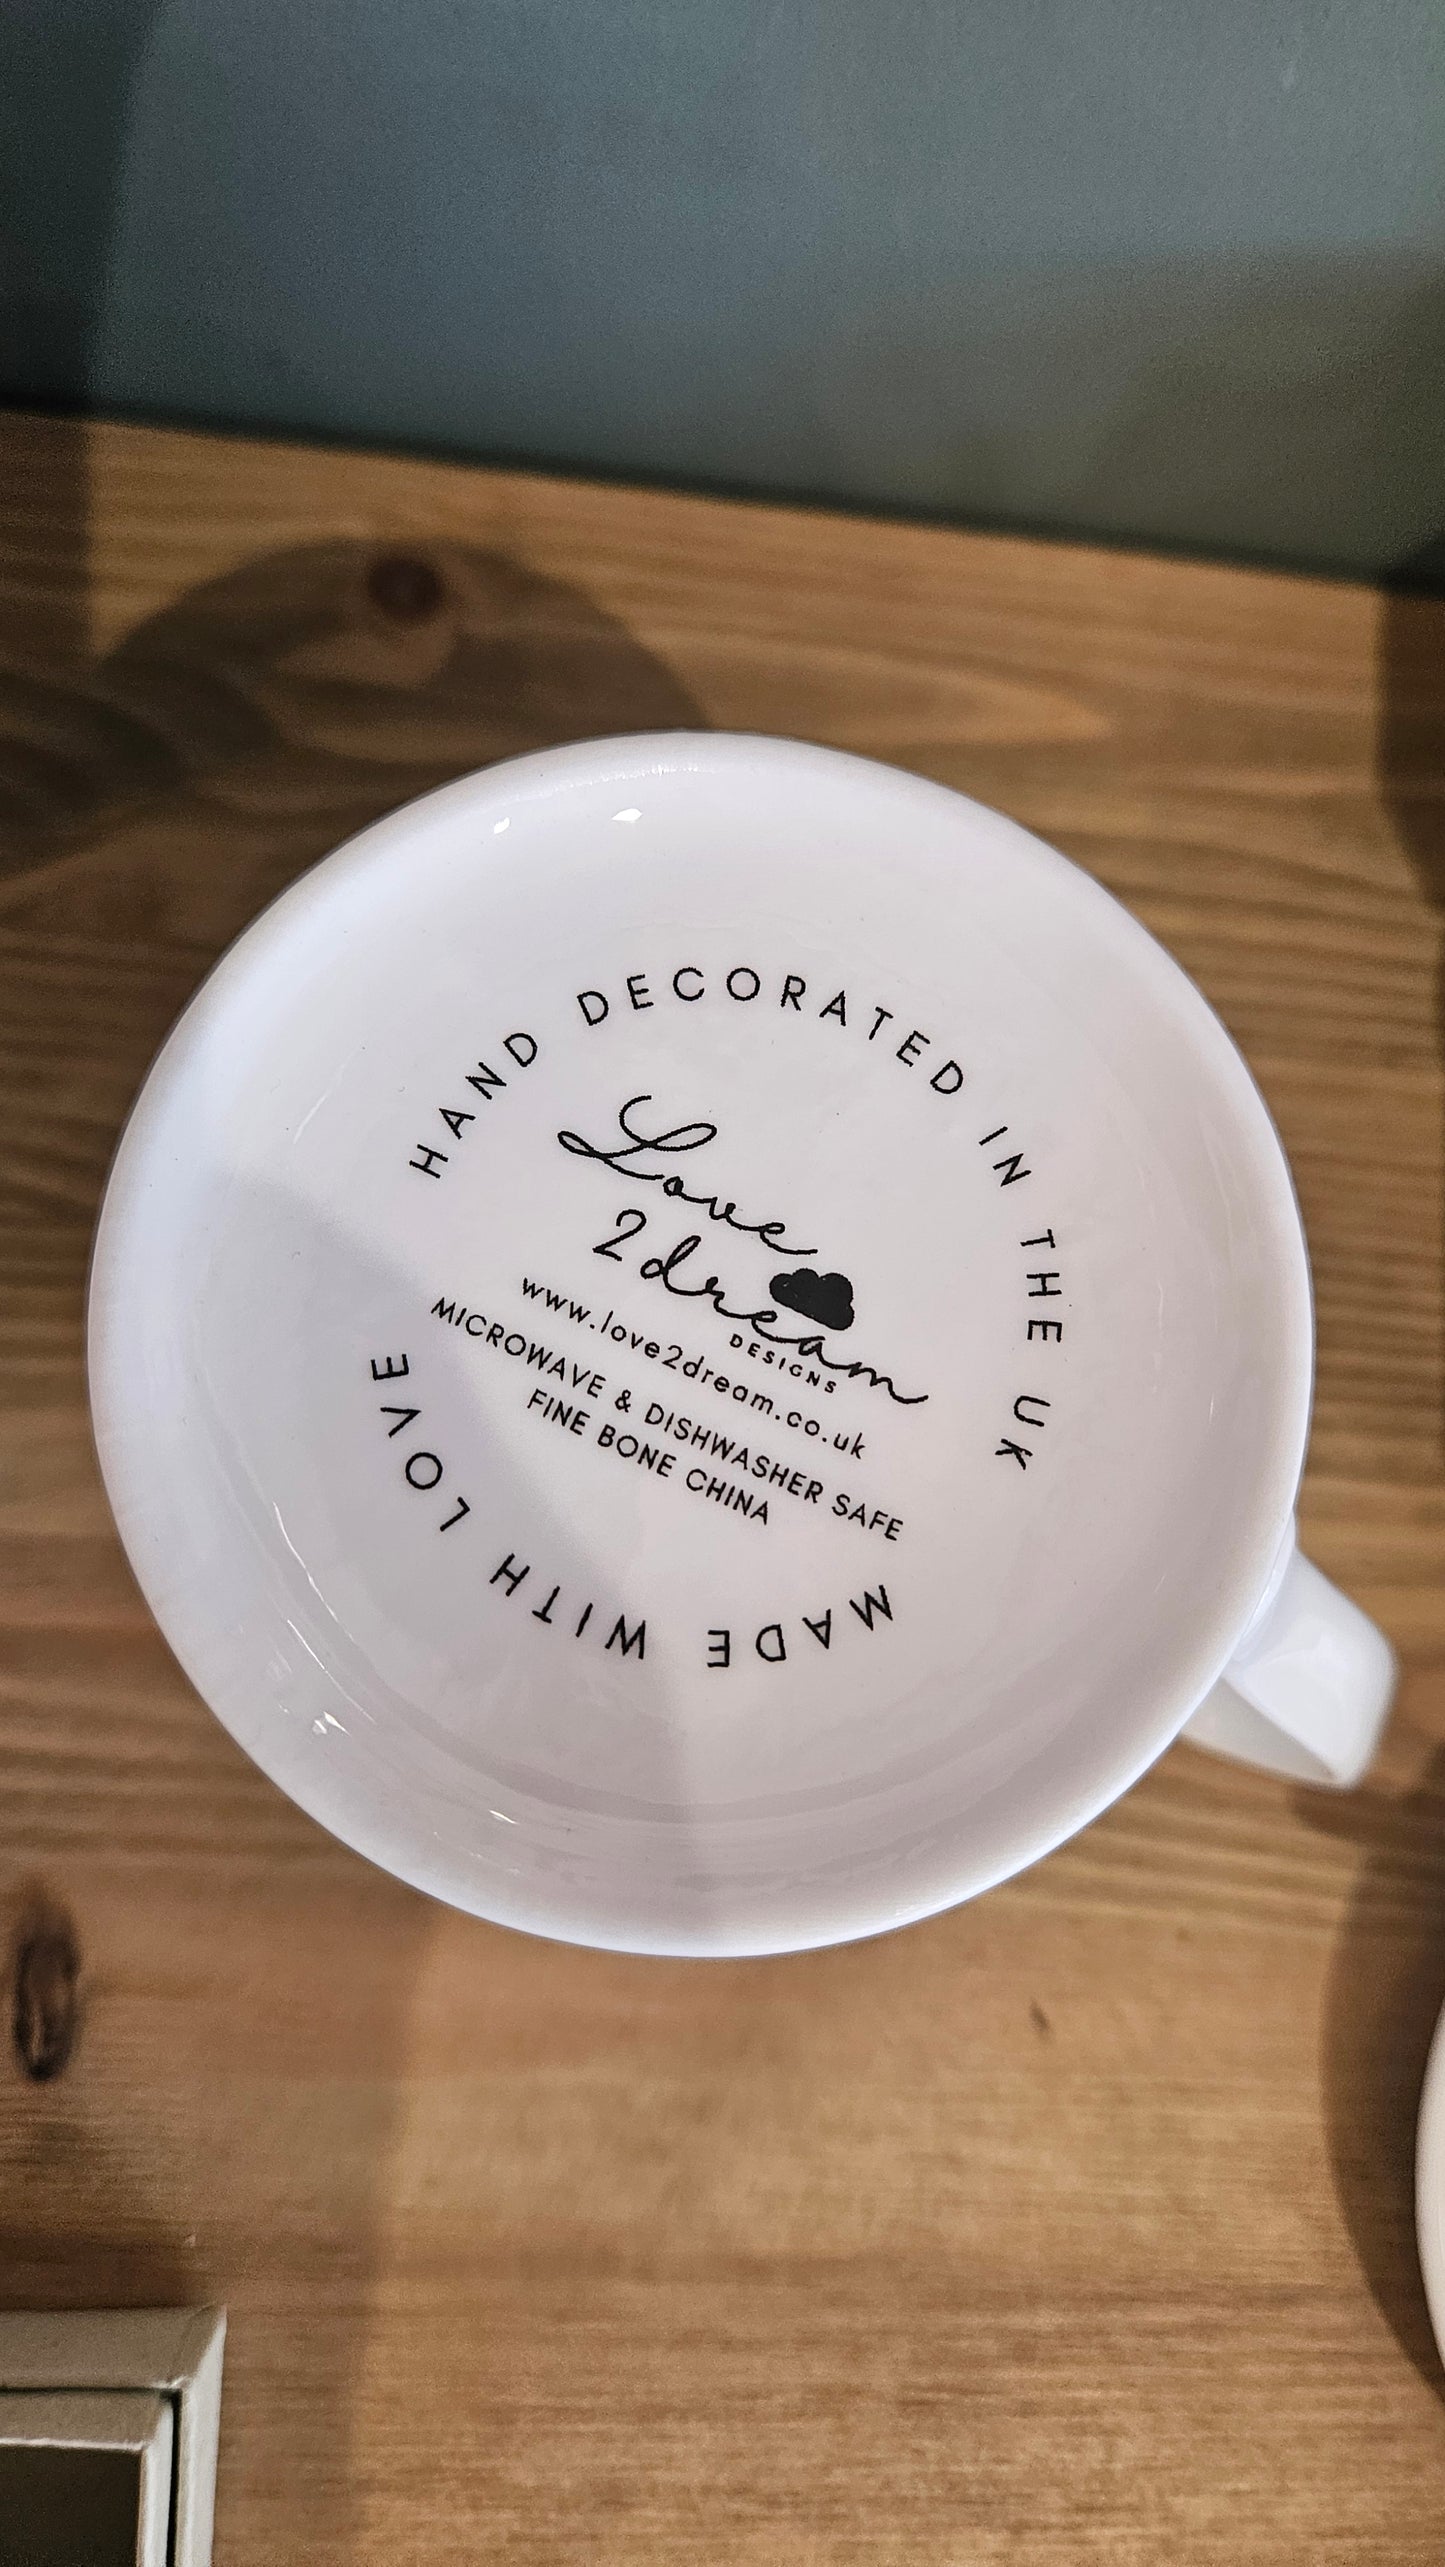 HAND DECORATED IN THE UK
Love
2dream
DESIGNS
www.love2dream.co.uk
MICROWAVE & DISHWASHER SAFE
FINE BONE CHINA
MADE WITH LOVE